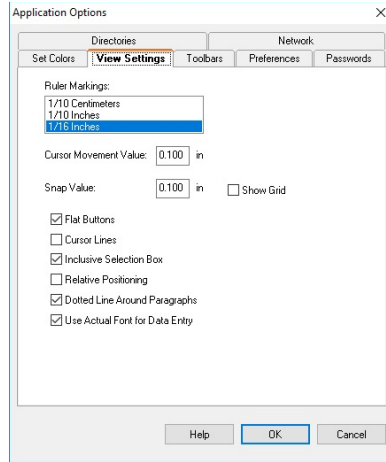 Application Options
Directories Network
Set Colors View Settings Toolbars Preferences Passwords
Ruler Markings:
1/10 Centimeters
1/10 Inches
1/16 Inches
Cursor Movement Value: 0.100 in
Snap Value: 0.100 in Show Grid
Flat Buttons
Cursor Lines
Inclusive Selection Box
Relative Positioning
Dotted Line Around Paragraphs
Use Actual Font for Data Entry
Help OK Cancel